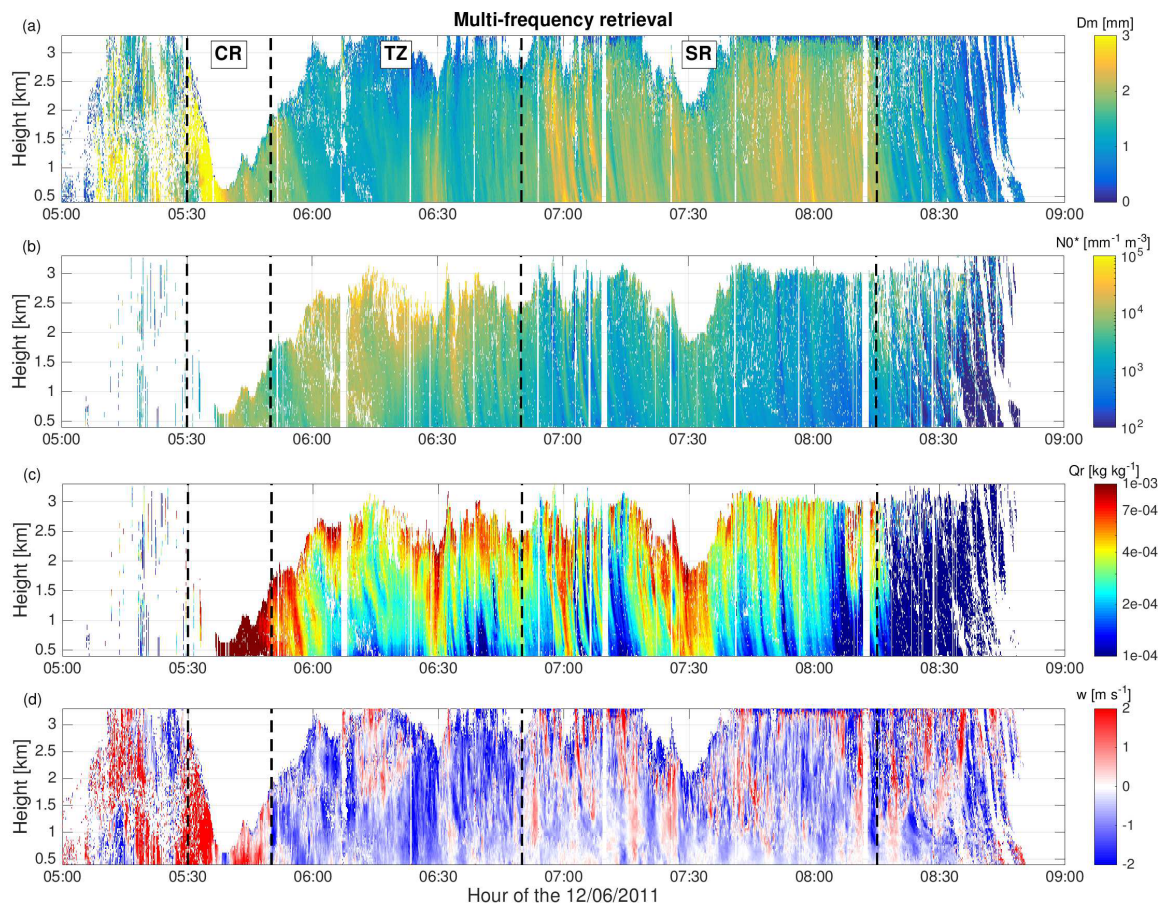 Multi-frequency retrieval
(a)
Dm [mm]
CR
TZ
SR
Height [km]
3
2.5
2
1.5
1
0.5
05:00 05:30 06:00 06:30 07:00 07:30 08:00 08:30 09:00
3
2
1
0
(b)
N0* [mm⁻¹ m⁻³]
Height [km]
3
2.5
2
1.5
1
0.5
05:00 05:30 06:00 06:30 07:00 07:30 08:00 08:30 09:00
10⁵
10⁴
10³
10²
(c)
Qr [kg kg⁻¹]
Height [km]
3
2.5
2
1.5
1
0.5
05:00 05:30 06:00 06:30 07:00 07:30 08:00 08:30 09:00
1e-03
7e-04
4e-04
2e-04
1e-04
(d)
w [m s⁻¹]
Height [km]
3
2.5
2
1.5
1
0.5
05:00 05:30 06:00 06:30 07:00 07:30 08:00 08:30 09:00
2
1
0
-1
-2
Hour of the 12/06/2011